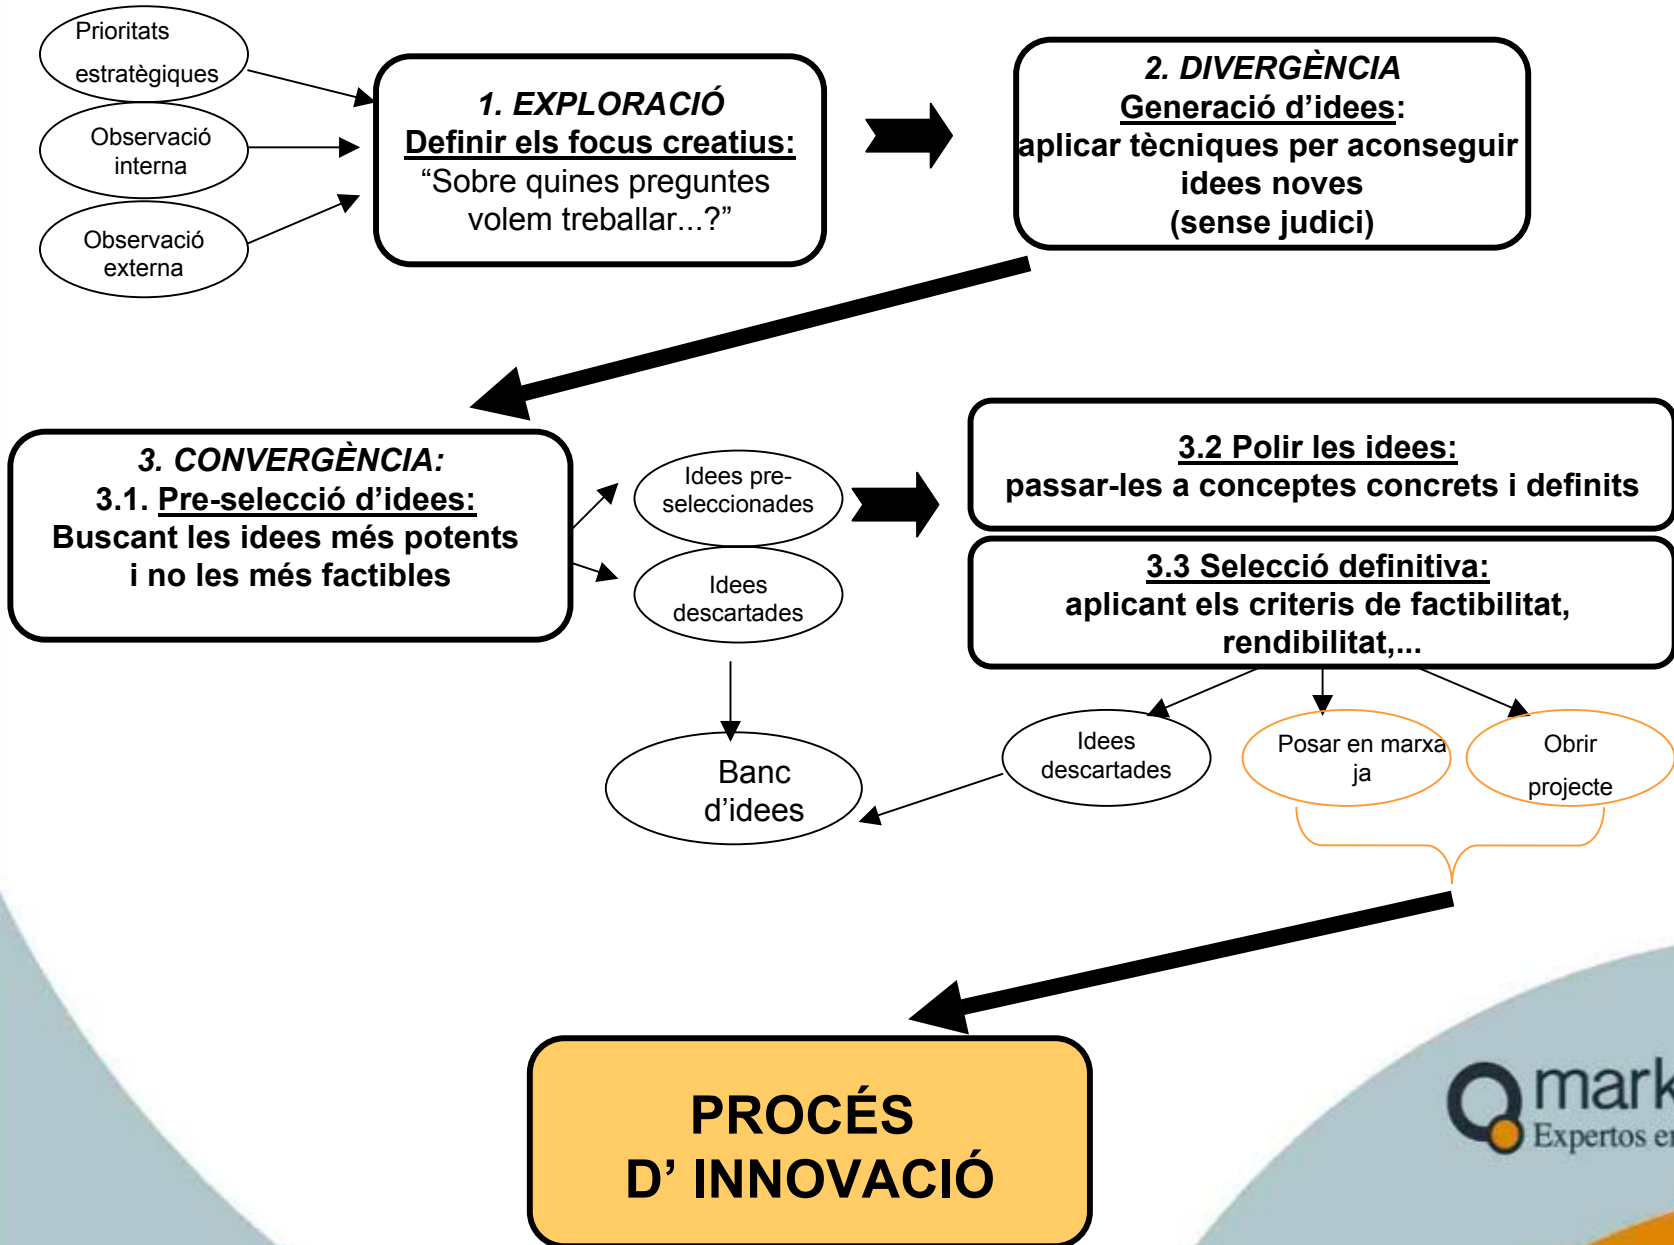 Prioritats
estratègiques
Observació
interna
Observació
externa
1. EXPLORACIÓ
Definir els focus creatius:
“Sobre quines preguntes
volem treballar...?”
2. DIVERGÈNCIA
Generació d’idees:
aplicar tècniques per aconseguir
idees noves
(sense judici)
3. CONVERGÈNCIA:
3.1. Pre-selecció d’idees:
Buscant les idees més potents
i no les més factibles
Idees pre-
seleccionades
Idees
descartades
3.2 Polir les idees:
passar-les a conceptes concrets i definits
3.3 Selecció definitiva:
aplicant els criteris de factibilitat,
rendibilitat,...
Banc
d’idees
Idees
descartades
Posar en marxa
ja
Obrir
projecte
PROCÉS
D’ INNOVACIÓ
mark
Expertos en